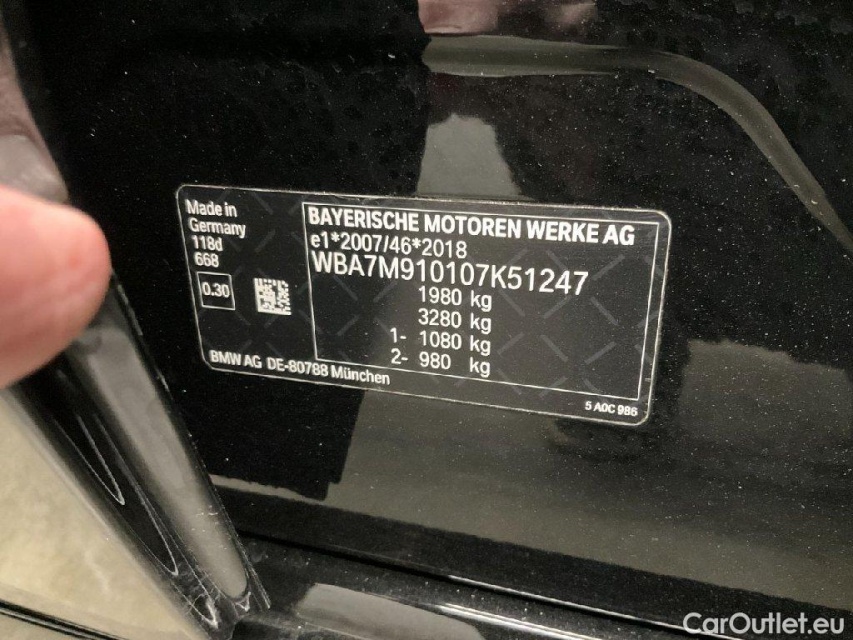 Made in
Germany
118d
668
0.30
BAYERISCHE MOTOREN WERKE AG
e1*2007/46*2018
WBA7M910107K51247
1980 kg
3280 kg
1- 1080 kg
2- 980 kg
BMW AG DE-80788 München
5 A0C 986
CarOutlet.eu